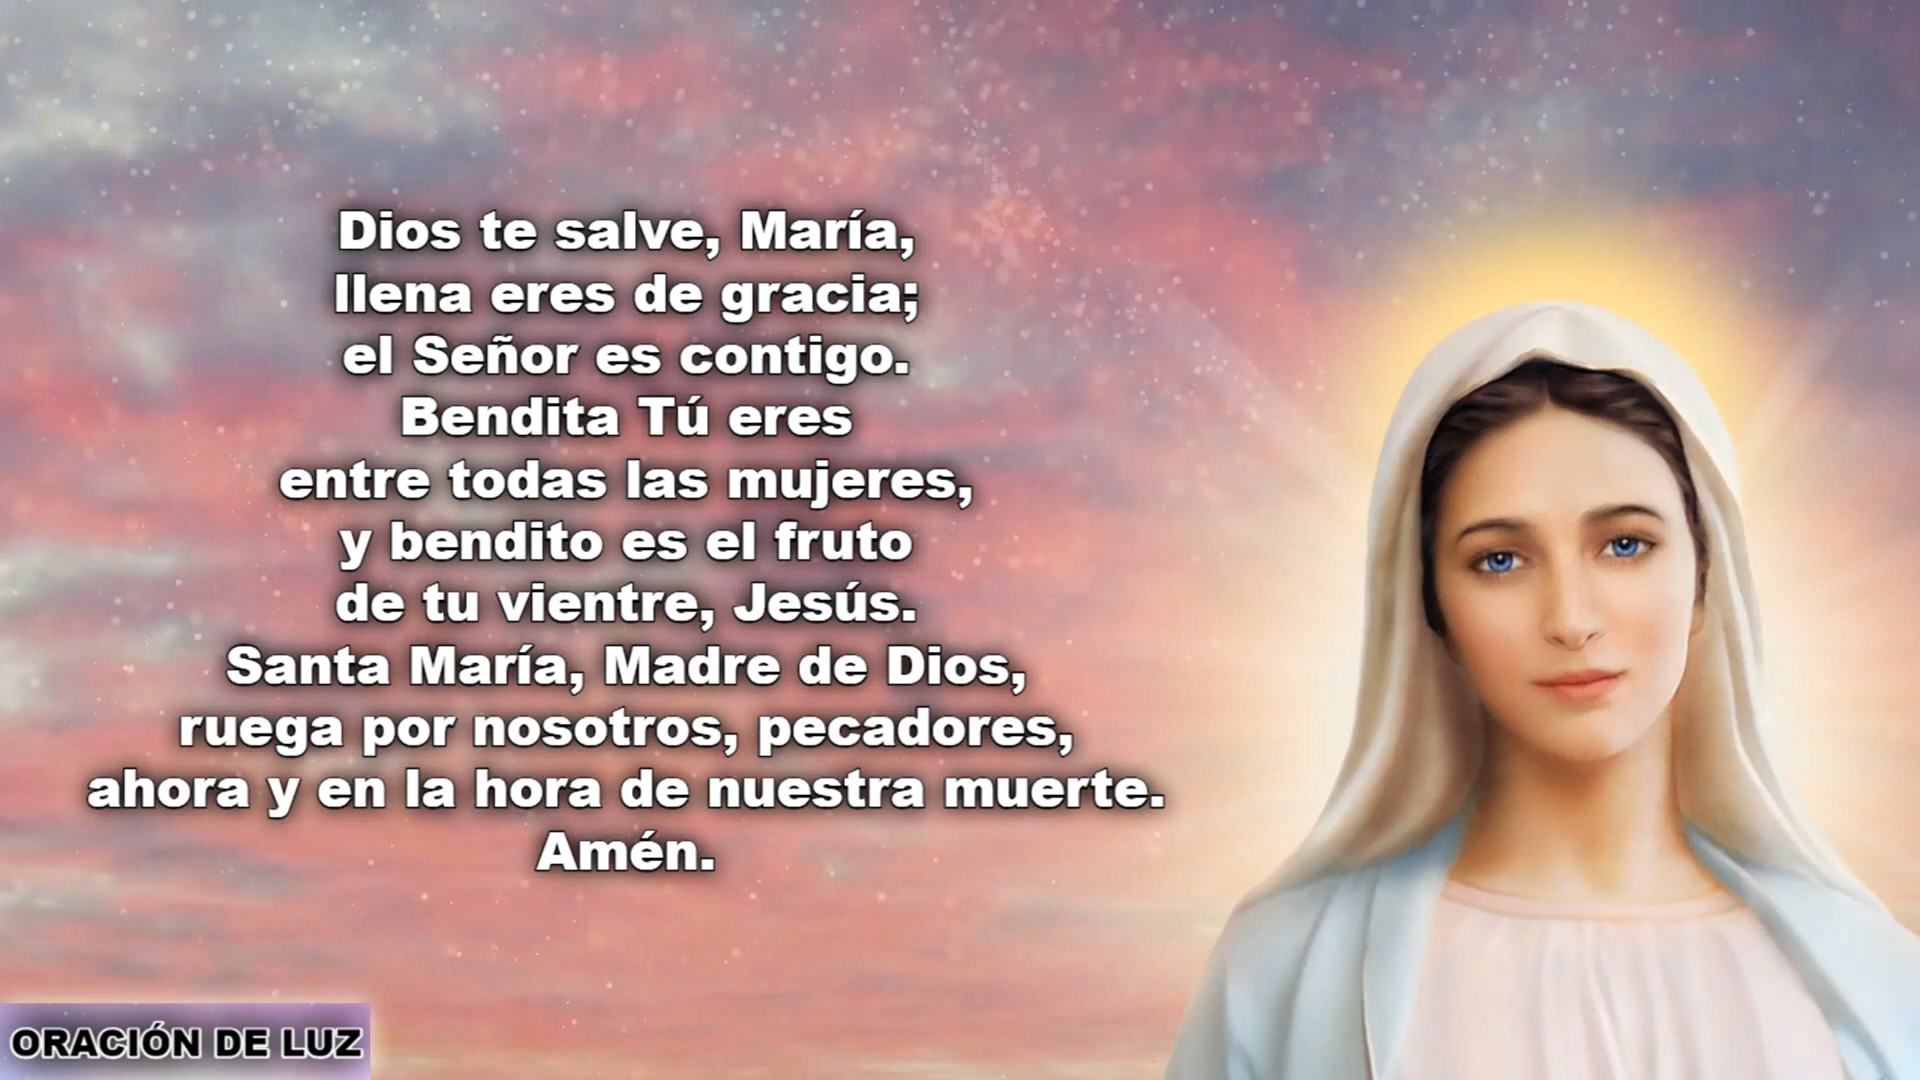 Dios te salve, María,
llena eres de gracia;
el Señor es contigo.
Bendita Tú eres
entre todas las mujeres,
y bendito es el fruto
de tu vientre, Jesús.
Santa María, Madre de Dios,
ruega por nosotros, pecadores,
ahora y en la hora de nuestra muerte.
Amén.
ORACIÓN DE LUZ